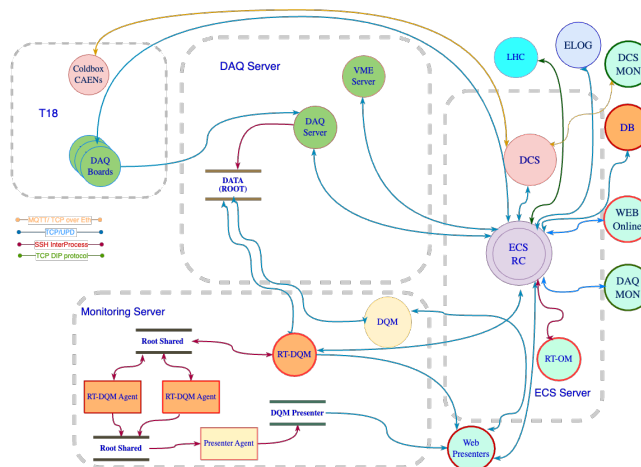 Coldbox
CAENs
T18
DAQ
Boards
MQTT/ TCP over Eth
TCP/UPD
SSH InterProcess
TCP DIP protocol
DAQ Server
VME
Server
DAQ
Server
DATA
(ROOT)
LHC
ELOG
DCS
MON
DB
DCS
WEB
Online
ECS
RC
DAQ
MON
RT-OM
ECS Server
Monitoring Server
DQM
Root Shared
RT-DQM
RT-DQM Agent
RT-DQM Agent
DQM Presenter
Root Shared
Presenter Agent
Web
Presenters